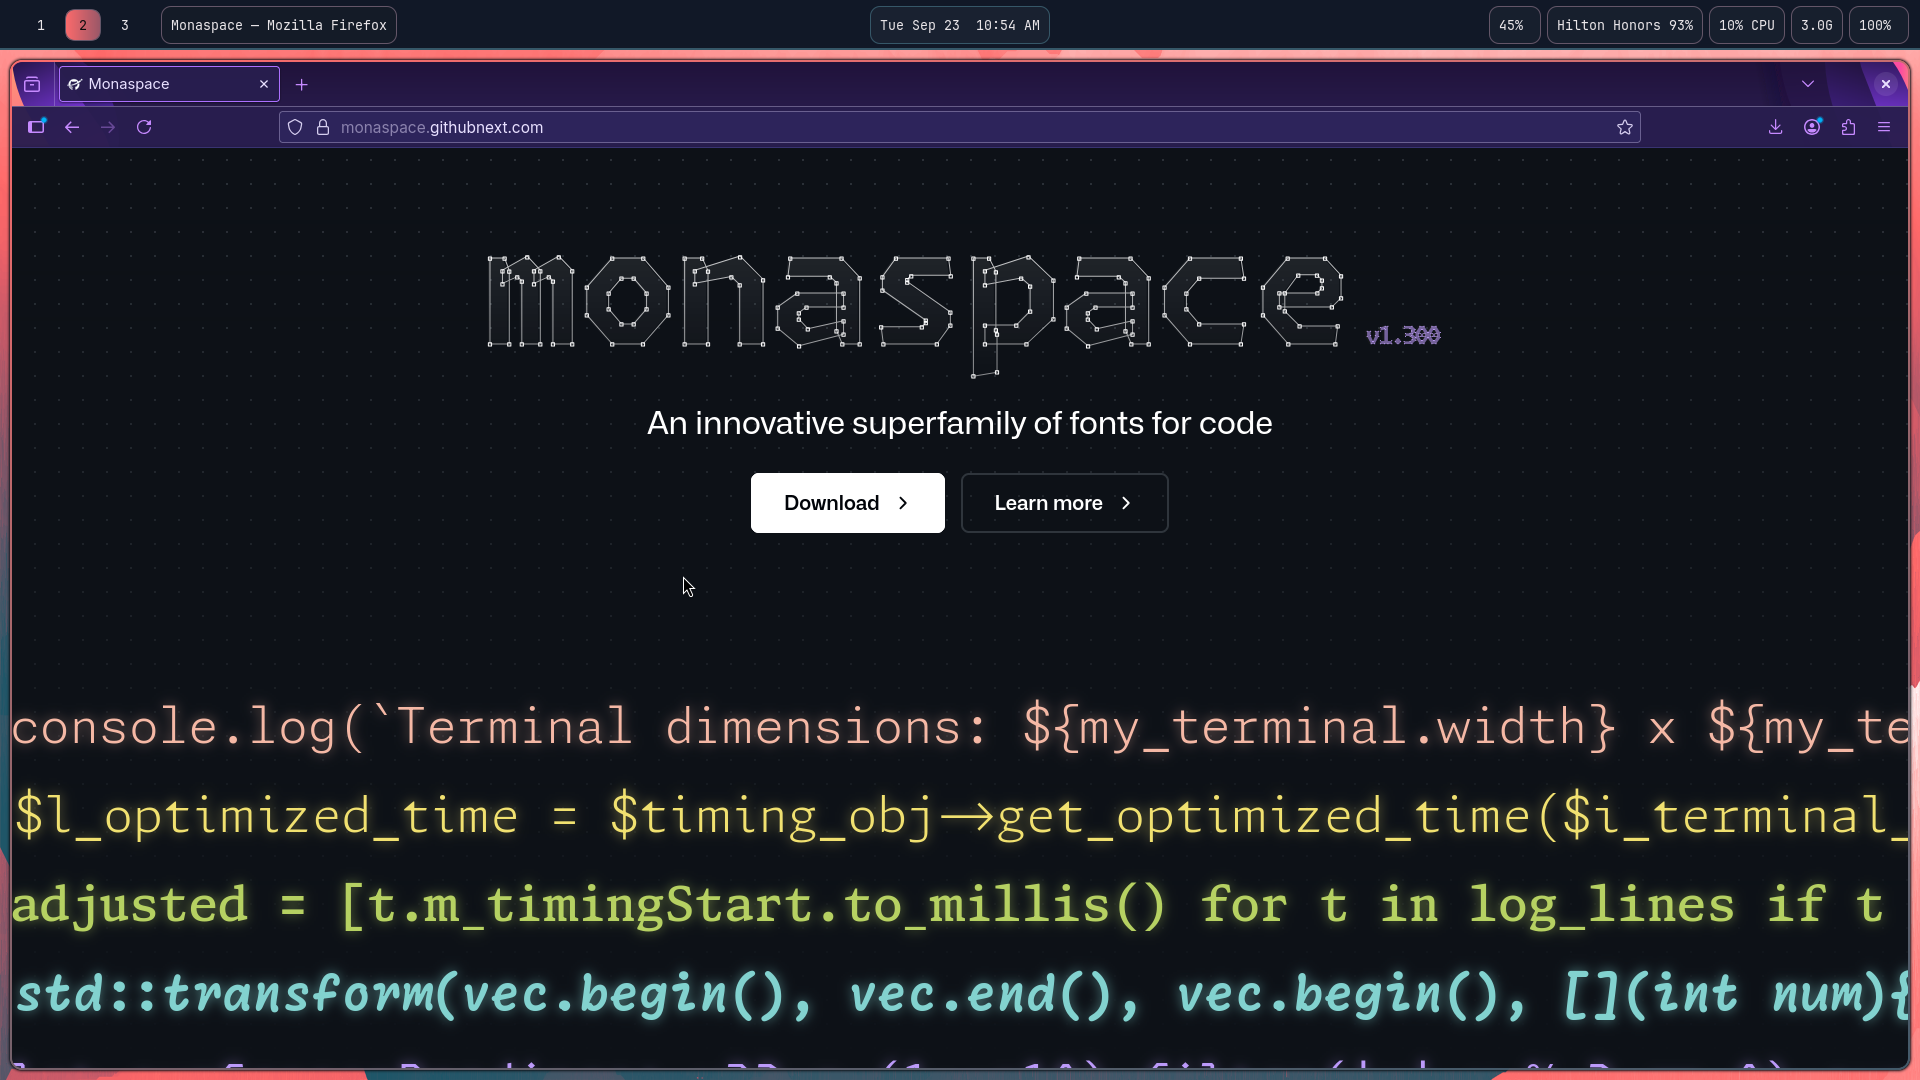 1 2 3 Monaspace — Mozilla Firefox Tue Sep 23 10:54 AM 45% Hilton Honors 93% 10% CPU 3.0G 100%
Monaspace
monaspace.githubnext.com
monaspace v1.300
An innovative superfamily of fonts for code
Download Learn more
console.log(`Terminal dimensions: ${my_terminal.width} x ${my_te
$l_optimized_time = $timing_obj->get_optimized_time($i_terminal_
adjusted = [t.m_timingStart.to_millis() for t in log_lines if t
std::transform(vec.begin(), vec.end(), vec.begin(), [](int num){